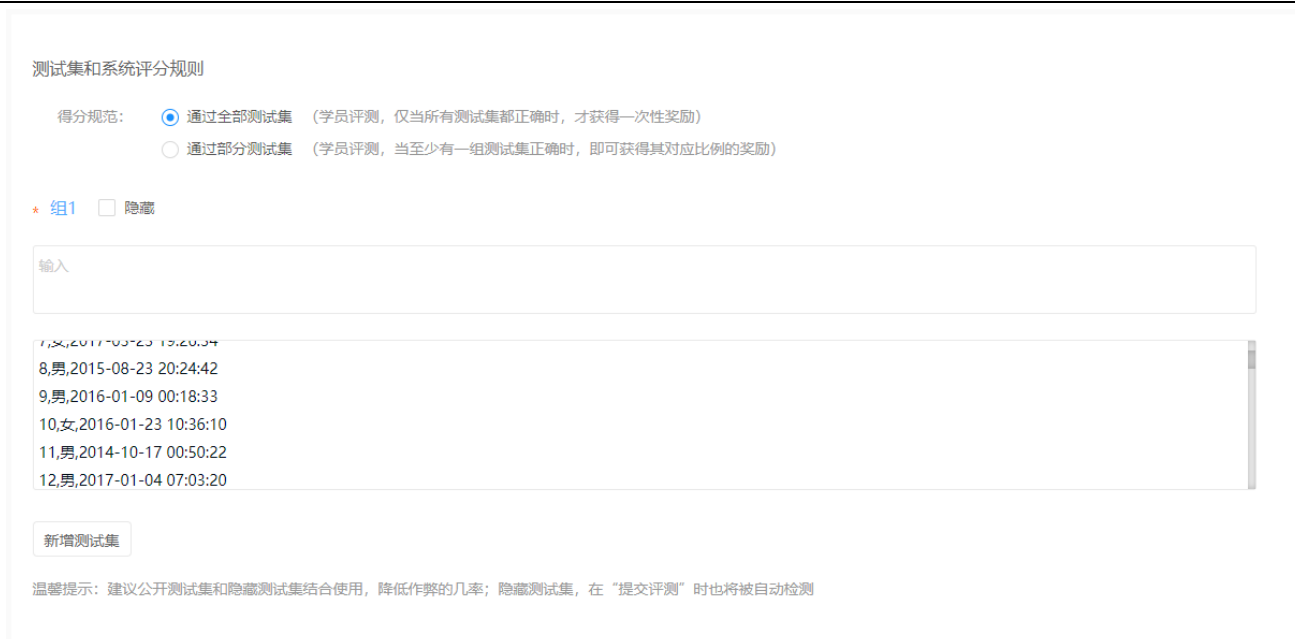 测试集和系统评分规则
得分规范： 通过全部测试集 （学员评测，仅当所有测试集都正确时，才获得一次性奖励）
通过部分测试集 （学员评测，当至少有一组测试集正确时，即可获得其对应比例的奖励）
* 组1 隐藏
输入
7,女,2017-03-23 19:26:34
8,男,2015-08-23 20:24:42
9,男,2016-01-09 00:18:33
10,女,2016-01-23 10:36:10
11,男,2014-10-17 00:50:22
12,男,2017-01-04 07:03:20
新增测试集
温馨提示：建议公开测试集和隐藏测试集结合使用，降低作弊的几率；隐藏测试集，在“提交评测”时也将被自动检测